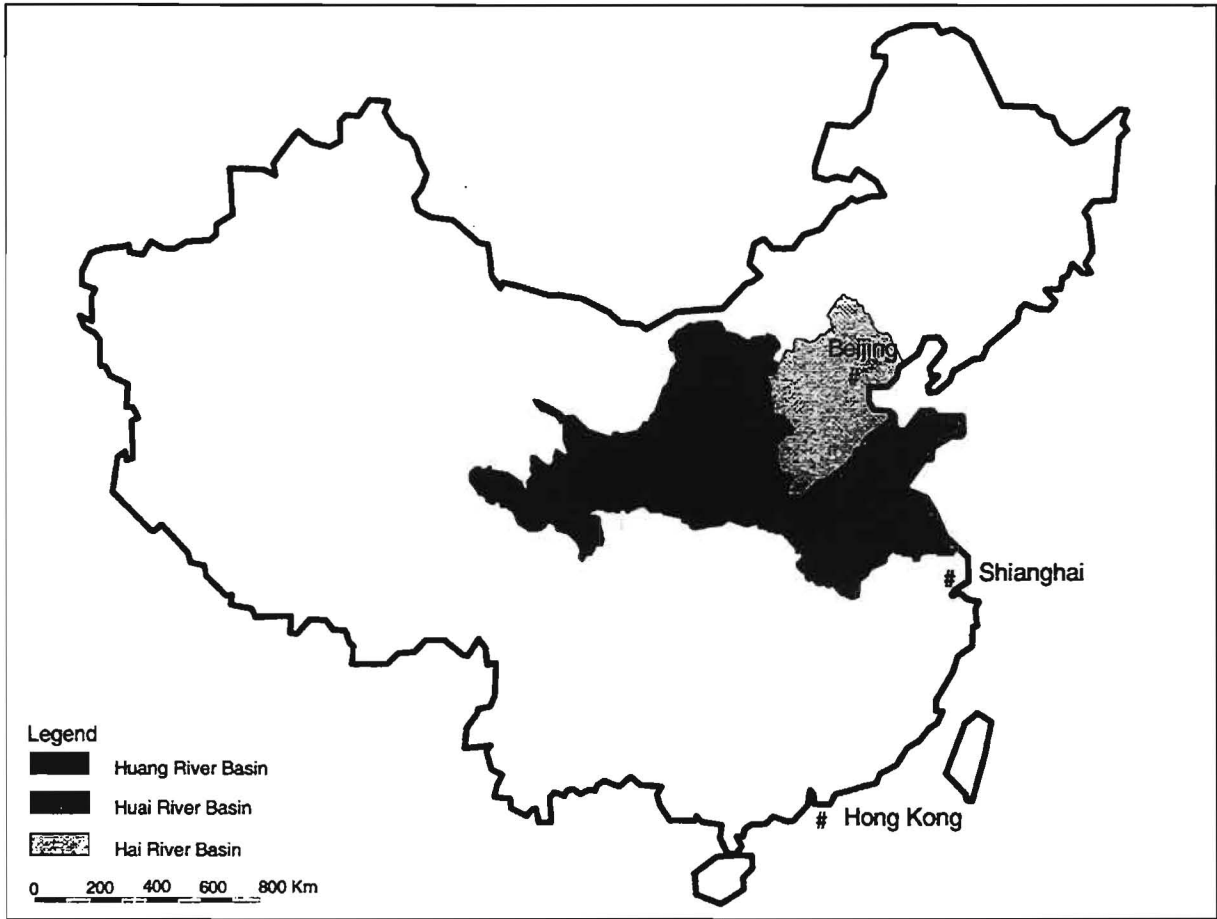 Beijing
#
# Shianghai
Legend
Huang River Basin
Huai River Basin
# Hong Kong
Hai River Basin
0 200 400 600 800 Km